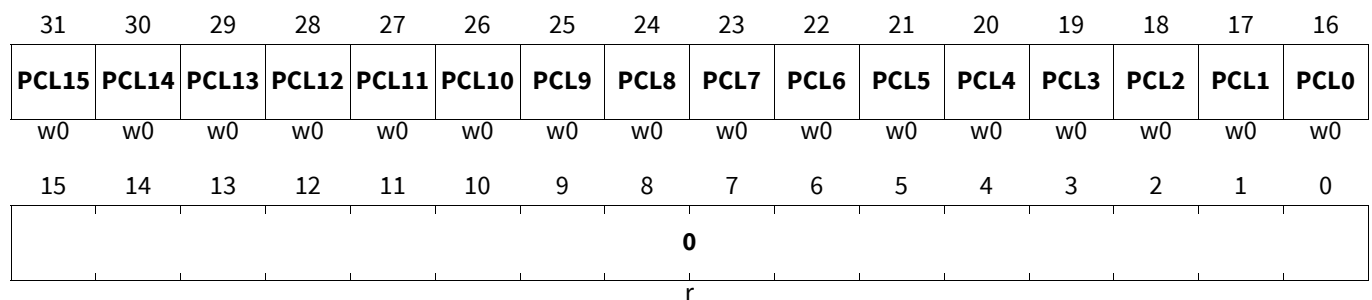 31 30 29 28 27 26 25 24 23 22 21 20 19 18 17 16
PCL15 PCL14 PCL13 PCL12 PCL11 PCL10 PCL9 PCL8 PCL7 PCL6 PCL5 PCL4 PCL3 PCL2 PCL1 PCL0
w0 w0 w0 w0 w0 w0 w0 w0 w0 w0 w0 w0 w0 w0 w0 w0
15 14 13 12 11 10 9 8 7 6 5 4 3 2 1 0
0
r